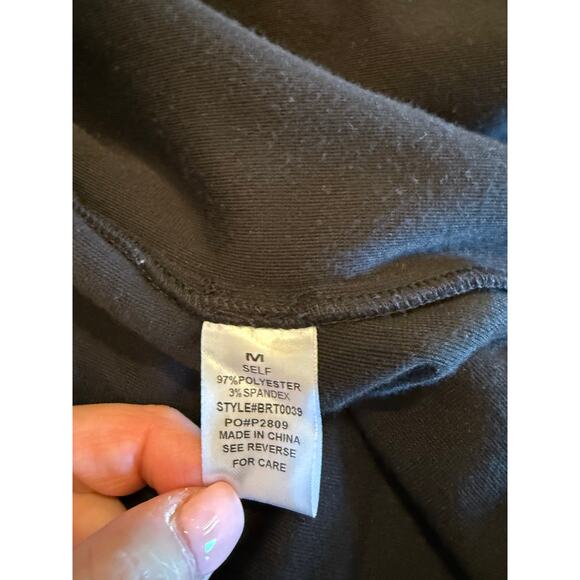 M
SELF
97%POLYESTER
3%SPANDEX
STYLE#BRT0039
PO#P2809
MADE IN CHINA
SEE REVERSE
FOR CARE